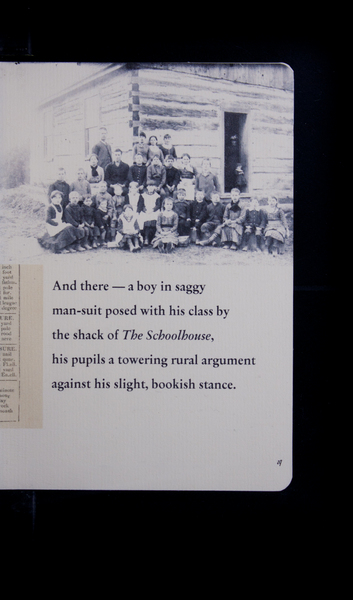 And there — a boy in saggy
man-suit posed with his class by
the shack of The Schoolhouse,
his pupils a towering rural argument
against his slight, bookish stance.